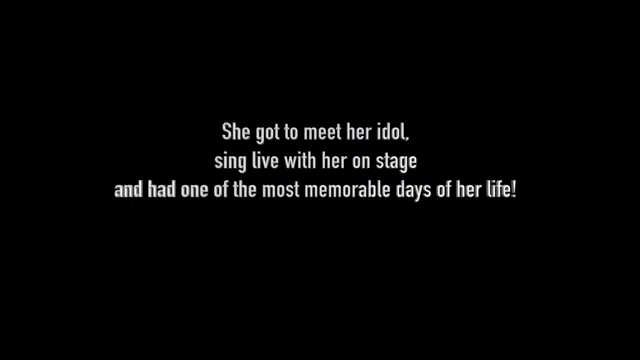 She got to meet her idol,
sing live with her on stage
and had one of the most memorable days of her life!